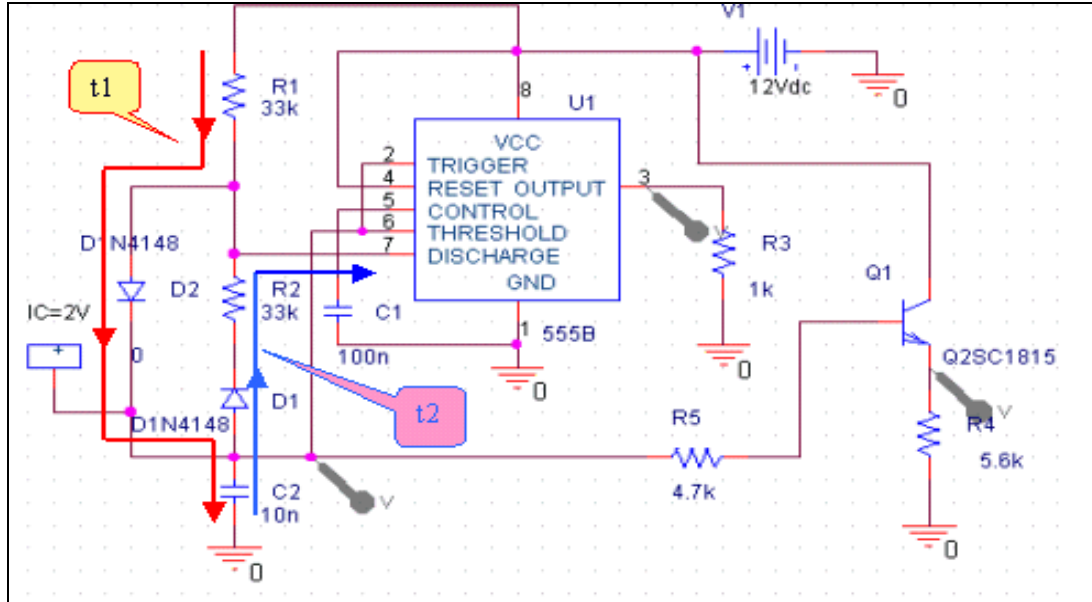 V1
12Vdc
0
t1
R1
33k
8
U1
VCC
2
TRIGGER
4
RESET
OUTPUT
3
5
CONTROL
6
THRESHOLD
7
DISCHARGE
GND
1
555B
V
R3
1k
0
D1N4148
D2
IC=2V
+
0
R2
33k
C1
100n
0
Q1
Q2SC1815
V
D1
D1N4148
t2
R5
4.7k
R4
5.6k
0
C2
10n
V
0